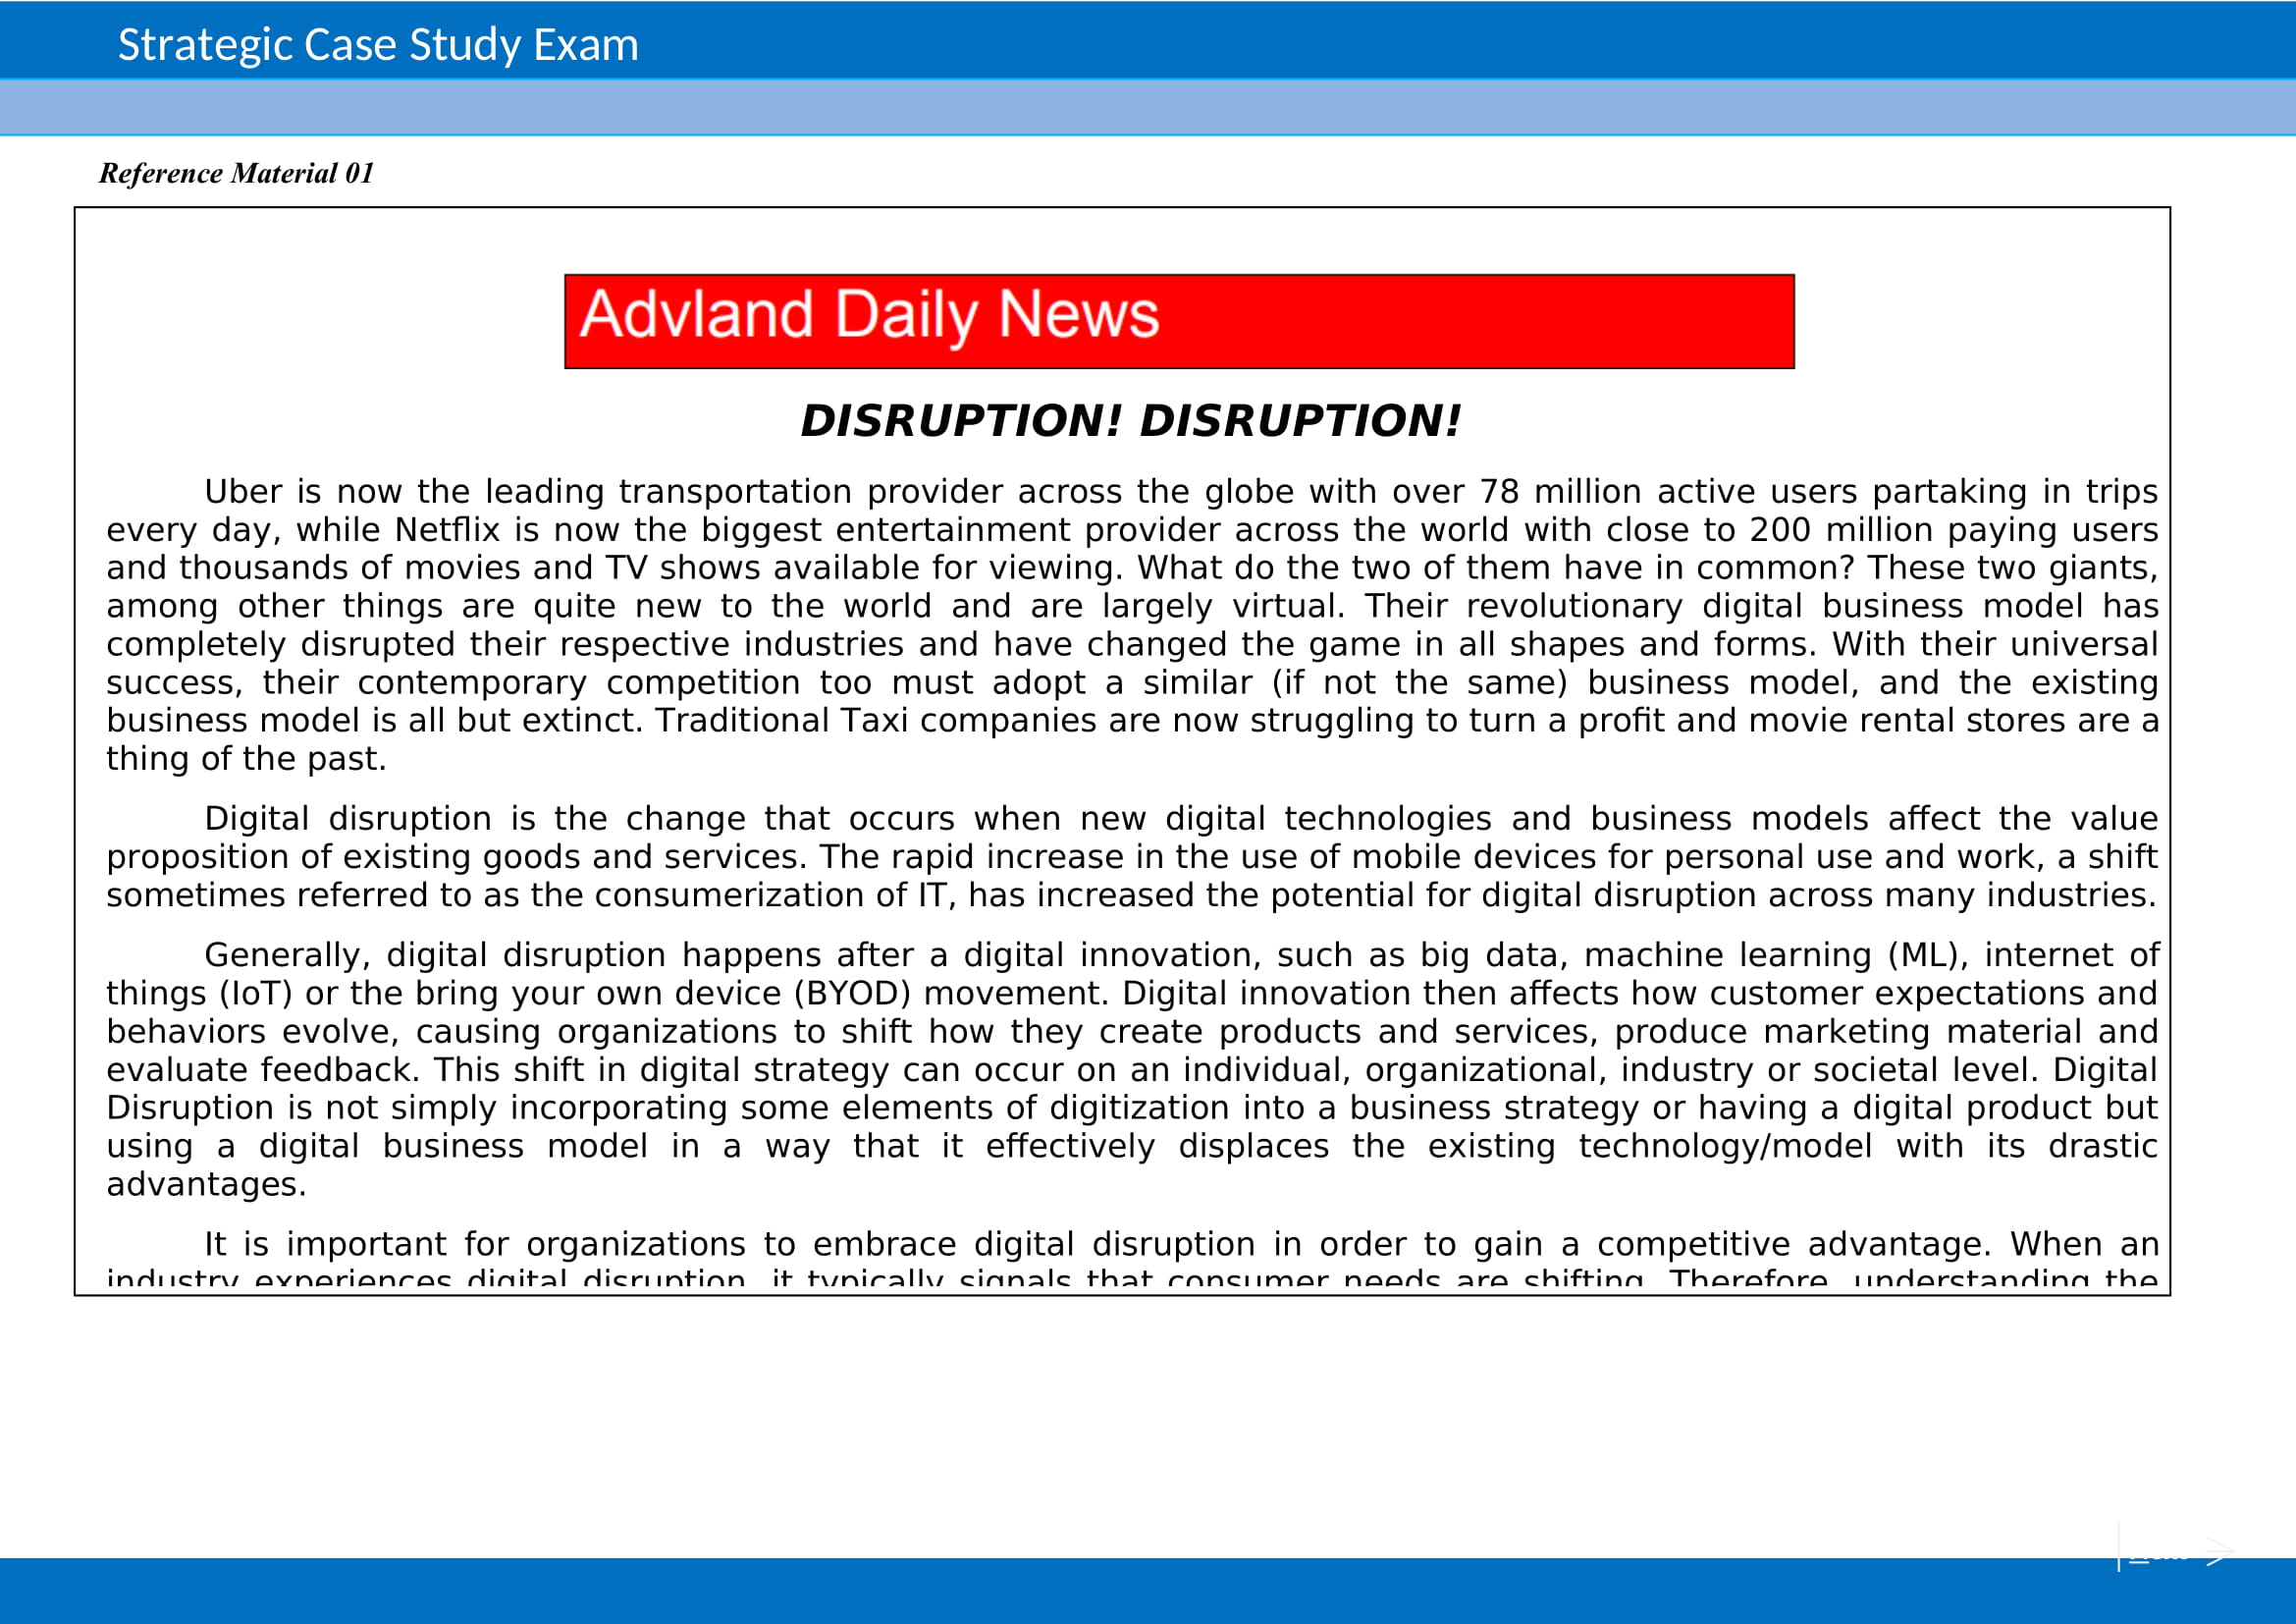 Strategic Case Study Exam
Reference Material 01
Advland Daily News
DISRUPTION! DISRUPTION!
Uber is now the leading transportation provider across the globe with over 78 million active users partaking in trips
every day, while Netflix is now the biggest entertainment provider across the world with close to 200 million paying users
and thousands of movies and TV shows available for viewing. What do the two of them have in common? These two giants,
among other things are quite new to the world and are largely virtual. Their revolutionary digital business model has
completely disrupted their respective industries and have changed the game in all shapes and forms. With their universal
success, their contemporary competition too must adopt a similar (if not the same) business model, and the existing
business model is all but extinct. Traditional Taxi companies are now struggling to turn a profit and movie rental stores are a
thing of the past.
Digital disruption is the change that occurs when new digital technologies and business models affect the value
proposition of existing goods and services. The rapid increase in the use of mobile devices for personal use and work, a shift
sometimes referred to as the consumerization of IT, has increased the potential for digital disruption across many industries.
Generally, digital disruption happens after a digital innovation, such as big data, machine learning (ML), internet of
things (IoT) or the bring your own device (BYOD) movement. Digital innovation then affects how customer expectations and
behaviors evolve, causing organizations to shift how they create products and services, produce marketing material and
evaluate feedback. This shift in digital strategy can occur on an individual, organizational, industry or societal level. Digital
Disruption is not simply incorporating some elements of digitization into a business strategy or having a digital product but
using a digital business model in a way that it effectively displaces the existing technology/model with its drastic
advantages.
It is important for organizations to embrace digital disruption in order to gain a competitive advantage. When an
industry experiences digital disruption, it typically signals that consumer needs are shifting. Therefore, understanding the